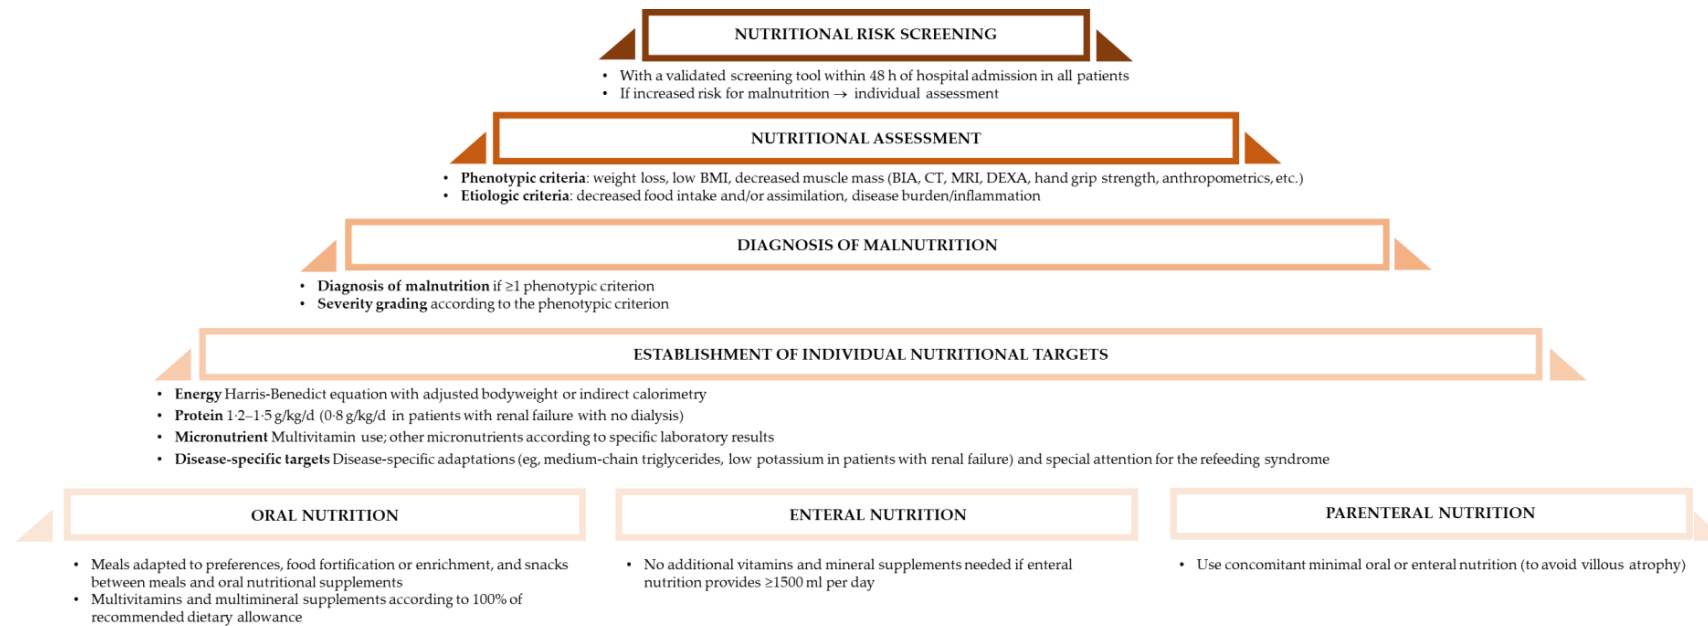 NUTRITIONAL RISK SCREENING
• With a validated screening tool within 48 h of hospital admission in all patients
• If increased risk for malnutrition → individual assessment
NUTRITIONAL ASSESSMENT
• Phenotypic criteria: weight loss, low BMI, decreased muscle mass (BIA, CT, MRI, DEXA, hand grip strength, anthropometrics, etc.)
• Etiologic criteria: decreased food intake and/or assimilation, disease burden/inflammation
DIAGNOSIS OF MALNUTRITION
• Diagnosis of malnutrition if ≥1 phenotypic criterion
• Severity grading according to the phenotypic criterion
ESTABLISHMENT OF INDIVIDUAL NUTRITIONAL TARGETS
• Energy Harris-Benedict equation with adjusted bodyweight or indirect calorimetry
• Protein 1·2–1·5 g/kg/d (0·8 g/kg/d in patients with renal failure with no dialysis)
• Micronutrient Multivitamin use; other micronutrients according to specific laboratory results
• Disease-specific targets Disease-specific adaptations (eg, medium-chain triglycerides, low potassium in patients with renal failure) and special attention for the refeeding syndrome
ORAL NUTRITION
• Meals adapted to preferences, food fortification or enrichment, and snacks
between meals and oral nutritional supplements
• Multivitamins and multimineral supplements according to 100% of
recommended dietary allowance
ENTERAL NUTRITION
• No additional vitamins and mineral supplements needed if enteral
nutrition provides ≥1500 ml per day
PARENTERAL NUTRITION
• Use concomitant minimal oral or enteral nutrition (to avoid villous atrophy)